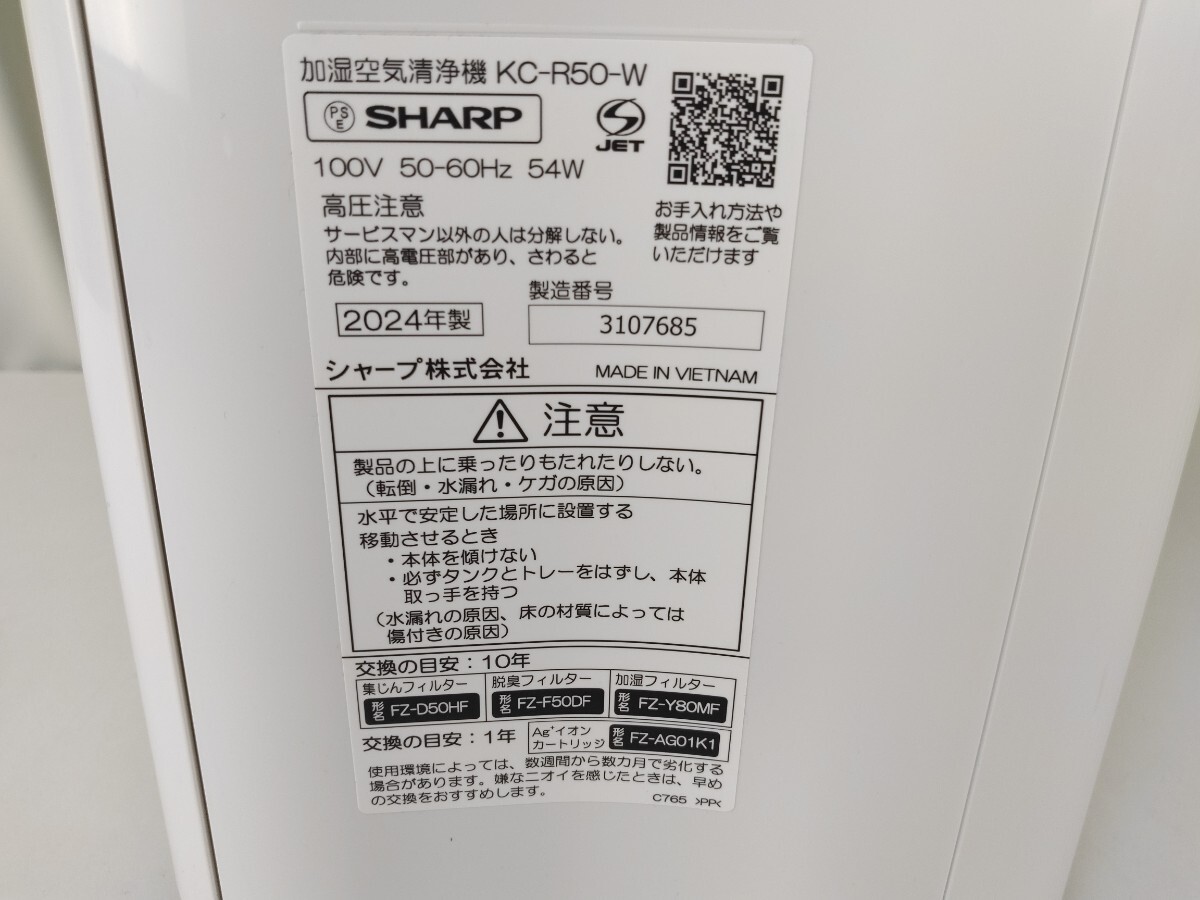 加湿空気清浄機 KC-R50-W
PS E SHARP
JET
100V 50-60Hz 54W
高圧注意
サービスマン以外の人は分解しない。
内部に高電圧部があり、さわると
危険です。
お手入れ方法や
製品情報をご覧
いただけます
製造番号
2024年製
3107685
シャープ株式会社
MADE IN VIETNAM
注意
製品の上に乗ったりもたれたりしない。
（転倒・水漏れ・ケガの原因）
水平で安定した場所に設置する
移動させるとき
・本体を傾けない
・必ずタンクとトレーをはずし、本体
取っ手を持つ
（水漏れの原因、床の材質によっては
傷付きの原因）
交換の目安：10年
集じんフィルター
形名 FZ-D50HF
脱臭フィルター
形名 FZ-F50DF
加湿フィルター
形名 FZ-Y80MF
交換の目安：1年
Ag⁺イオン
カートリッジ
形名 FZ-AG01K1
使用環境によっては、数週間から数カ月で劣化する
場合があります。嫌なニオイを感じたときは、早め
の交換をおすすめします。
C765 >PP<